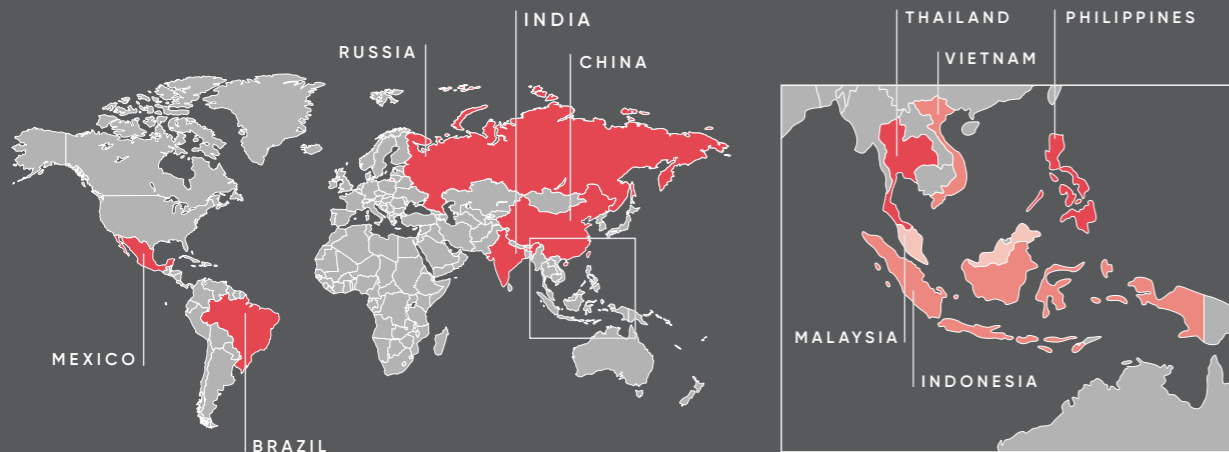 INDIA
RUSSIA
CHINA
MEXICO
BRAZIL
THAILAND
PHILIPPINES
VIETNAM
MALAYSIA
INDONESIA